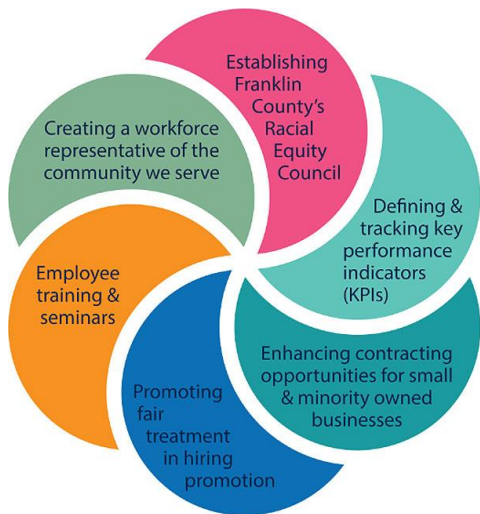 Establishing
Franklin
County's
Racial
Equity
Council
Defining &
tracking key
performance
indicators
(KPIs)
Enhancing contracting
opportunities for small
& minority owned
businesses
Promoting
fair
treatment
in hiring
promotion
Employee
training &
seminars
Creating a workforce
representative of the
community we serve